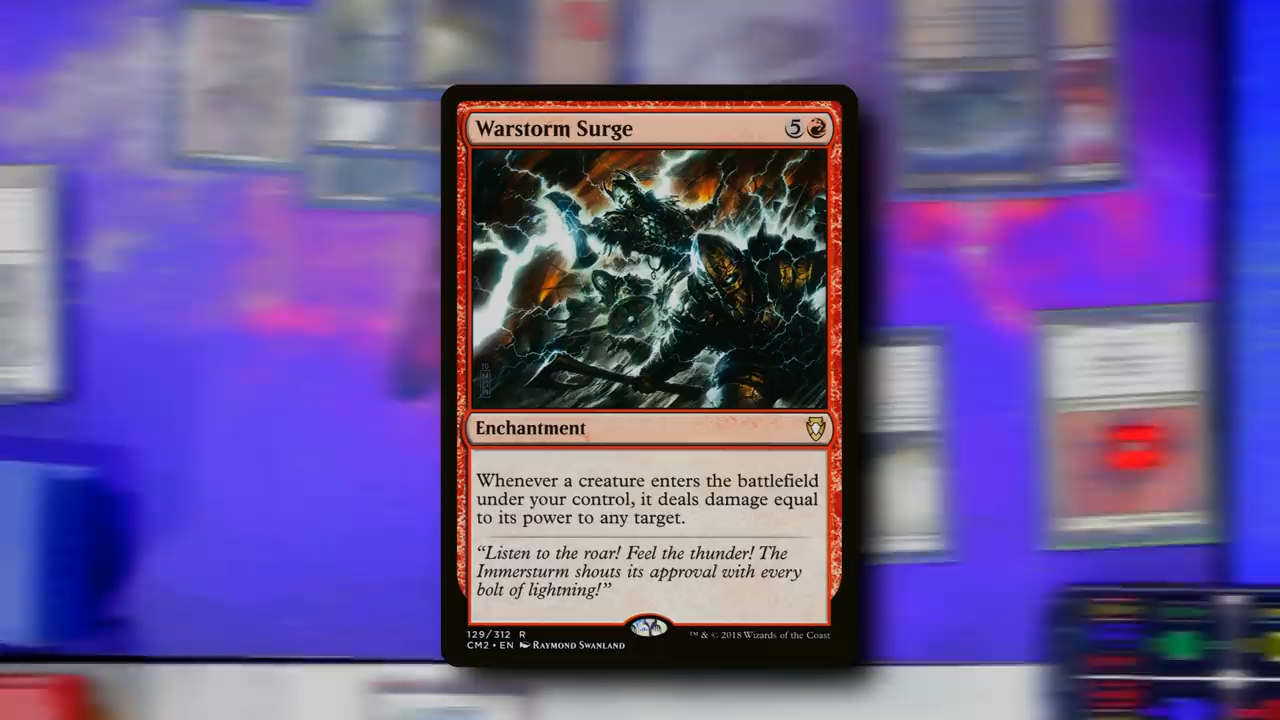 Warstorm Surge 5
Enchantment
Whenever a creature enters the battlefield
under your control, it deals damage equal
to its power to any target.
“Listen to the roar! Feel the thunder! The
Immersturm shouts its approval with every
bolt of lightning!”
129/312 R
CM2 • EN Raymond Swanland
™ & © 2018 Wizards of the Coast